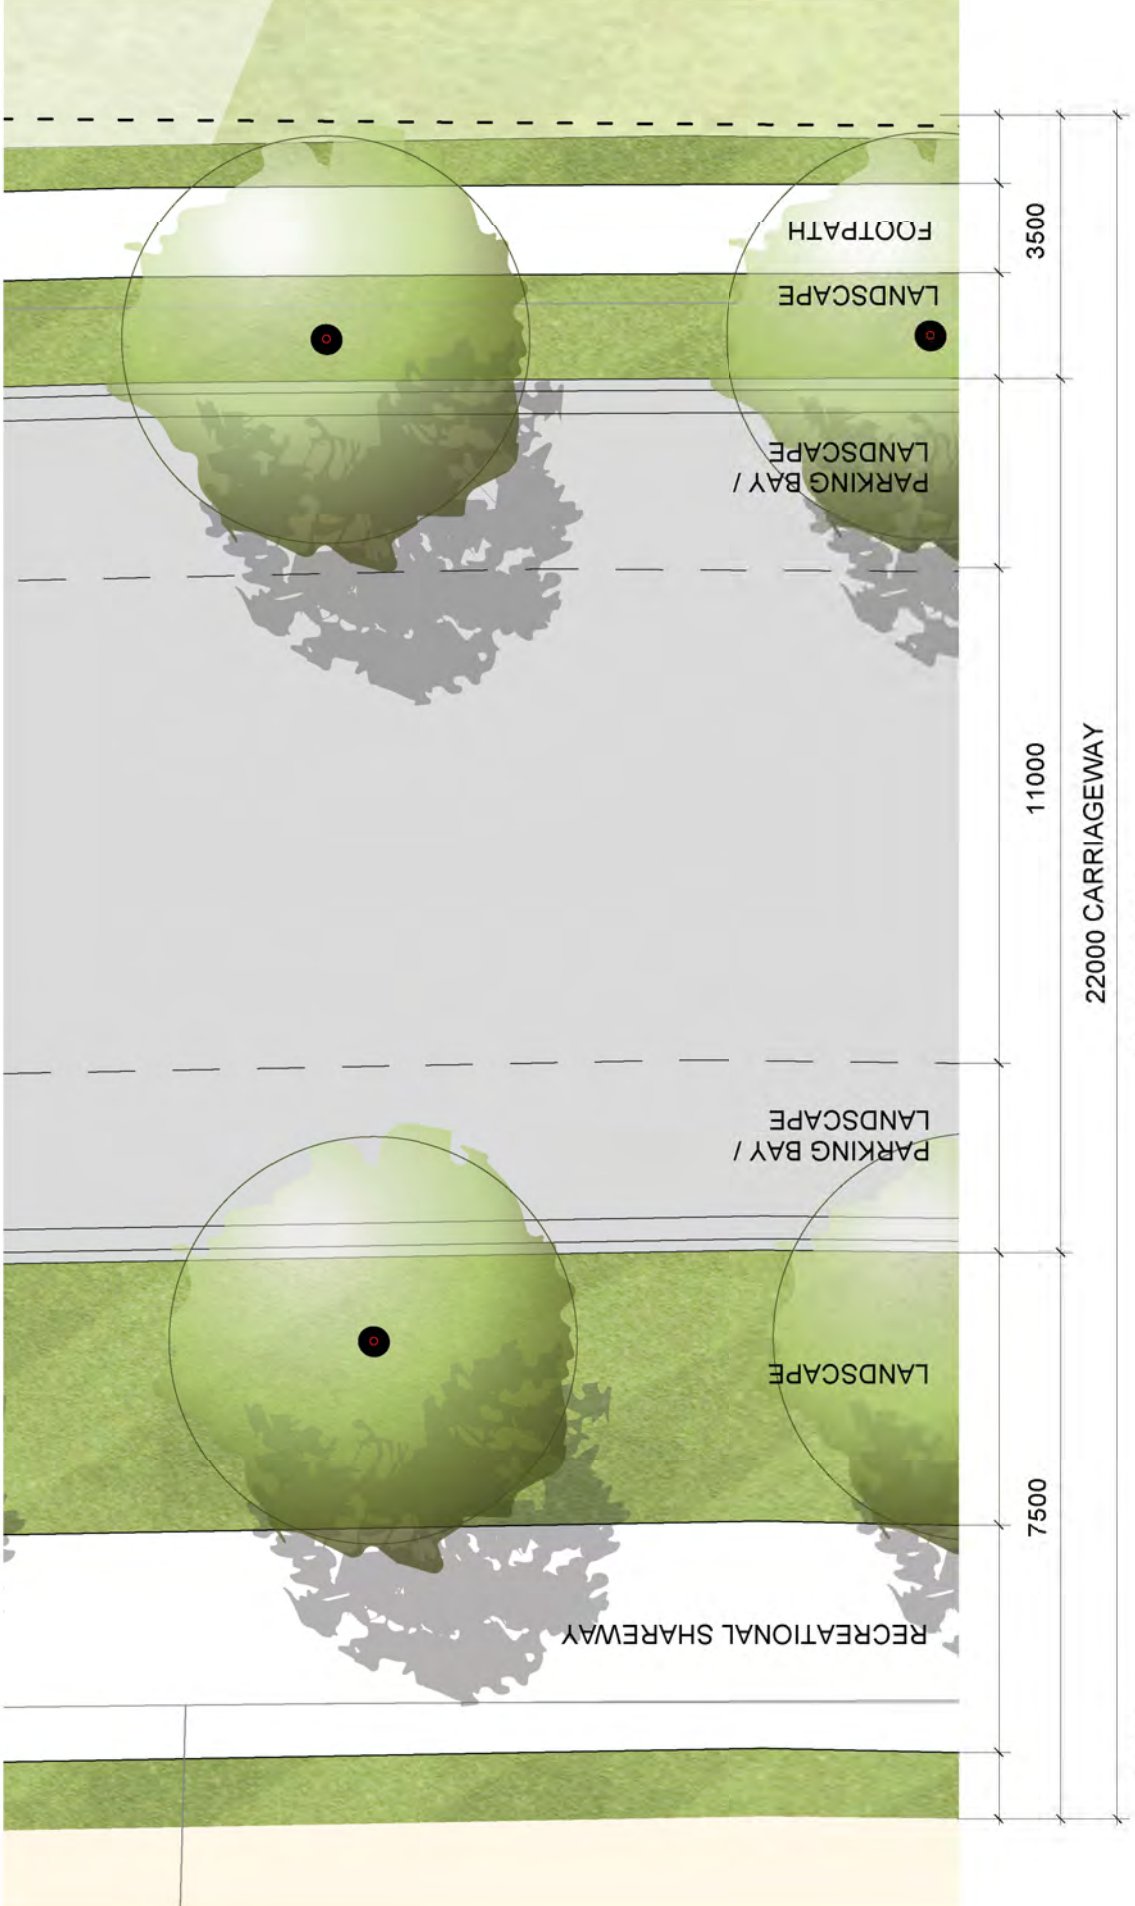 FOOTPATH
LANDSCAPE
3500
PARKING BAY /
LANDSCAPE
11000
22000 CARRIAGEWAY
PARKING BAY /
LANDSCAPE
LANDSCAPE
7500
RECREATIONAL SHAREWAY